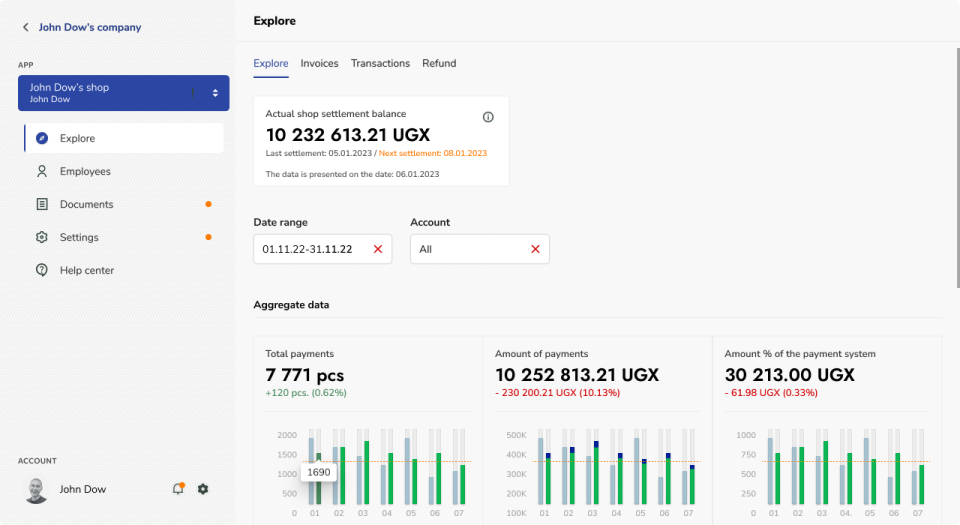 John Dow's company
APP
John Dow's shop
John Dow
Explore
Employees
Documents
Settings
Help center
ACCOUNT
John Dow
Explore
Explore Invoices Transactions Refund
Actual shop settlement balance
10 232 613.21 UGX
Last settlement: 05.01.2023 / Next settlement: 08.01.2023
The data is presented on the date: 06.01.2023
Date range
01.11.22-31.11.22
Account
All
Aggregate data
Total payments
7 771 pcs
+120 pcs. (0.62%)
2000
1500
1000
500
0
1690
01 02 03 04 05 06 07
Amount of payments
10 252 813.21 UGX
- 230 200.21 UGX (10.13%)
500K
400K
300K
200K
100K
01 02 03 04 05 06 07
Amount % of the payment system
30 213.00 UGX
- 61.98 UGX (0.33%)
1000
750
500
250
0
01 02 03 04. 05 06 07